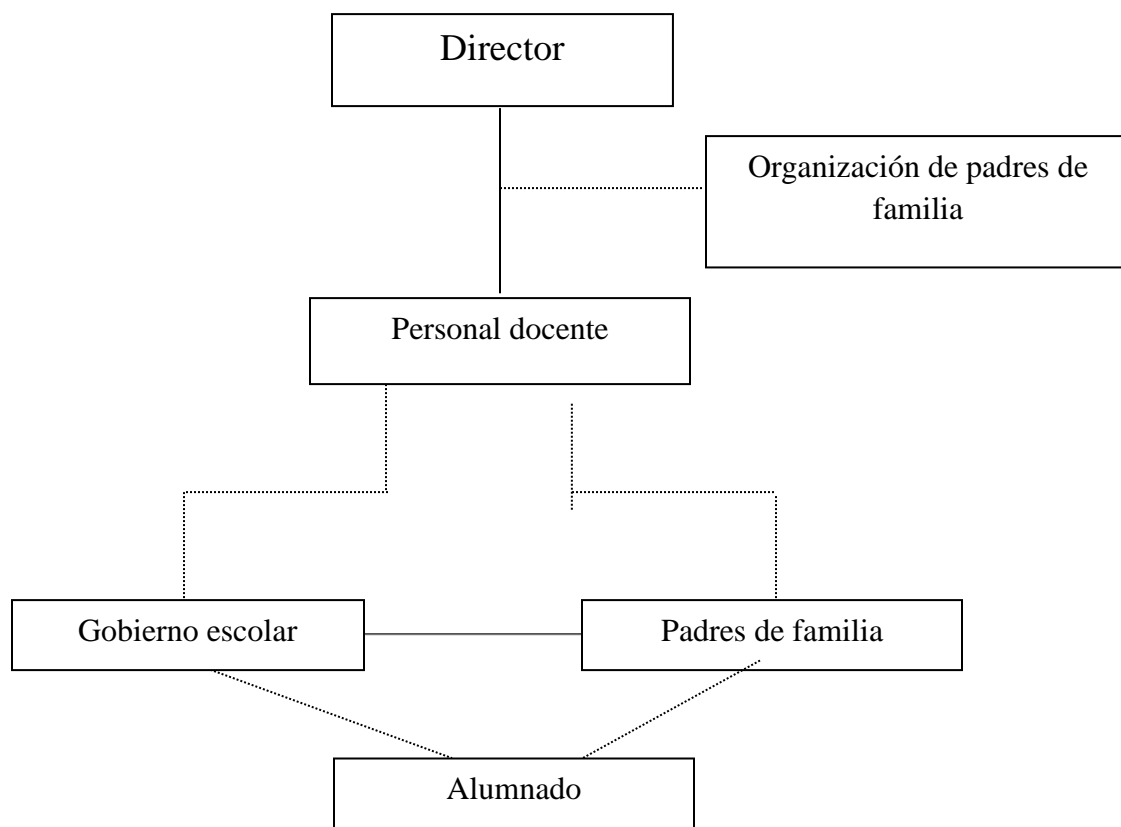 Director
Organización de padres de
familia
Personal docente
Gobierno escolar
Padres de familia
Alumnado